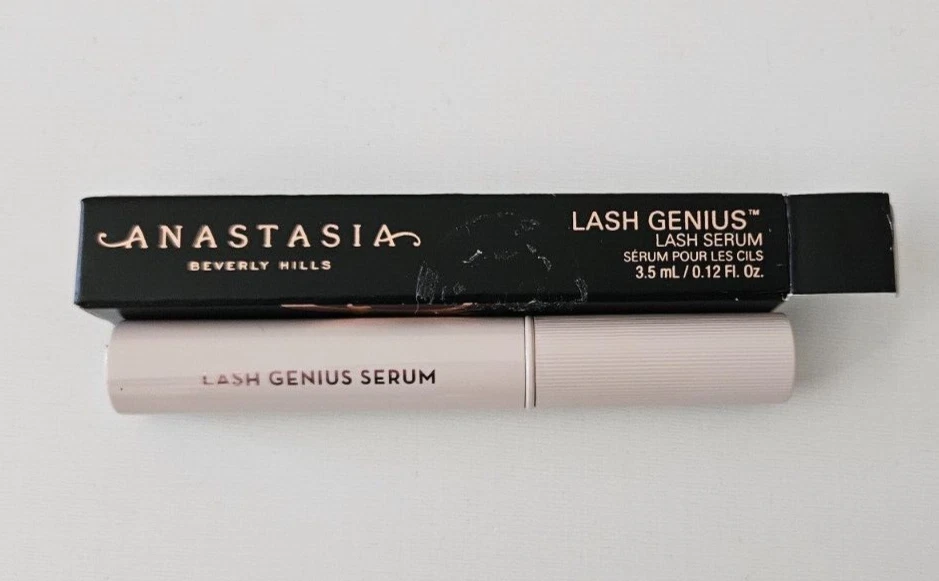 ANASTASIA
BEVERLY HILLS
LASH GENIUS™
LASH SERUM
SÉRUM POUR LES CILS
3.5 mL / 0.12 Fl. Oz.
LASH GENIUS SERUM